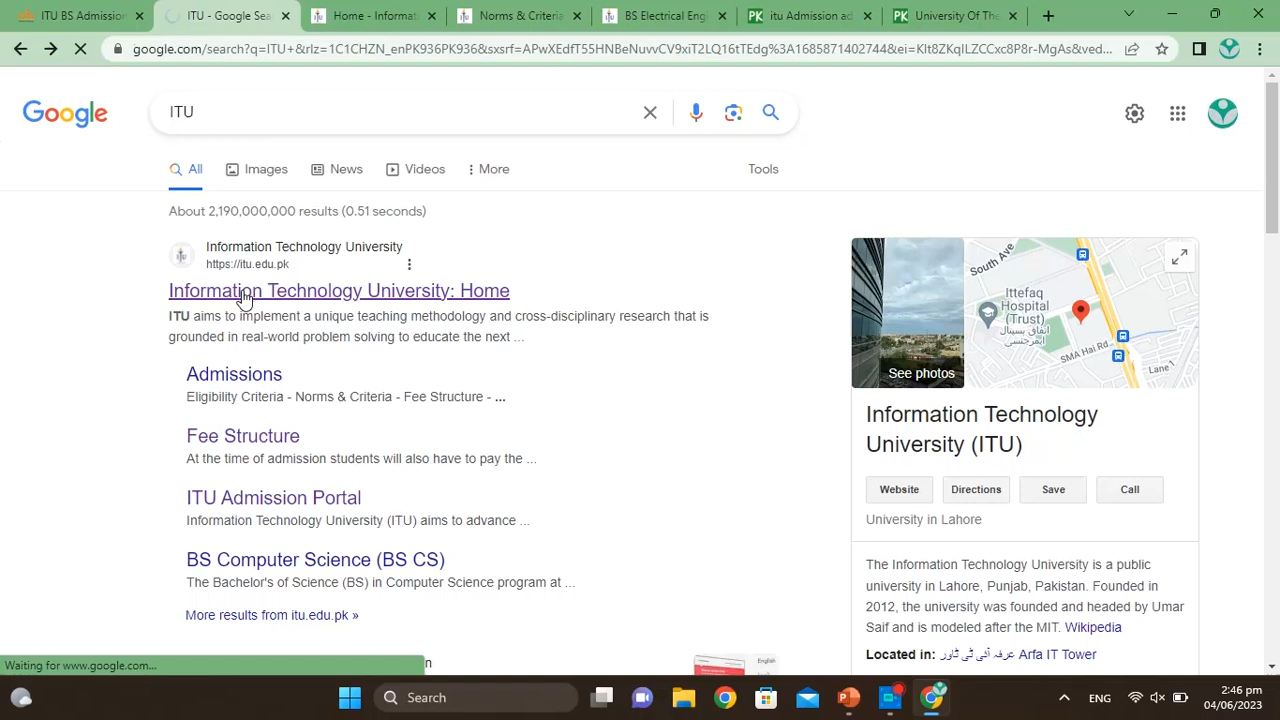 ITU BS Admission
ITU - Google Sea
Home - Informat
Norms & Criteria
BS Electrical Eng
itu Admission ad
University Of The
google.com/search?q=ITU+&rlz=1C1CHZN_enPK936PK936&sxsrf=APwXEdfT55HNBeNuvvCV9xiT2LQ16tTEdg%3A1685871402744&ei=Klt8ZKqILZCCxc8P8r-MgAs&ved...
Google
ITU
All
Images
News
Videos
More
Tools
About 2,190,000,000 results (0.51 seconds)
Information Technology University
https://itu.edu.pk
Information Technology University: Home
ITU aims to implement a unique teaching methodology and cross-disciplinary research that is
grounded in real-world problem solving to educate the next ...
Admissions
Eligibility Criteria - Norms & Criteria - Fee Structure - ...
Fee Structure
At the time of admission students will also have to pay the ...
ITU Admission Portal
Information Technology University (ITU) aims to advance ...
BS Computer Science (BS CS)
The Bachelor's of Science (BS) in Computer Science program at ...
More results from itu.edu.pk »
South Ave
Ittefaq
Hospital
(Trust)
اتفاق ہسپتال
SMA Hai Rd.
Lane 1
See photos
Information Technology
University (ITU)
Website
Directions
Save
Call
University in Lahore
The Information Technology University is a public
university in Lahore, Punjab, Pakistan. Founded in
2012, the university was founded and headed by Umar
Saif and is modeled after the MIT. Wikipedia
Located in: عرفہ آئی ٹی ٹاور Arfa IT Tower
English
Waiting for www.google.com...
Search
ENG
2:46 pm
04/06/2023